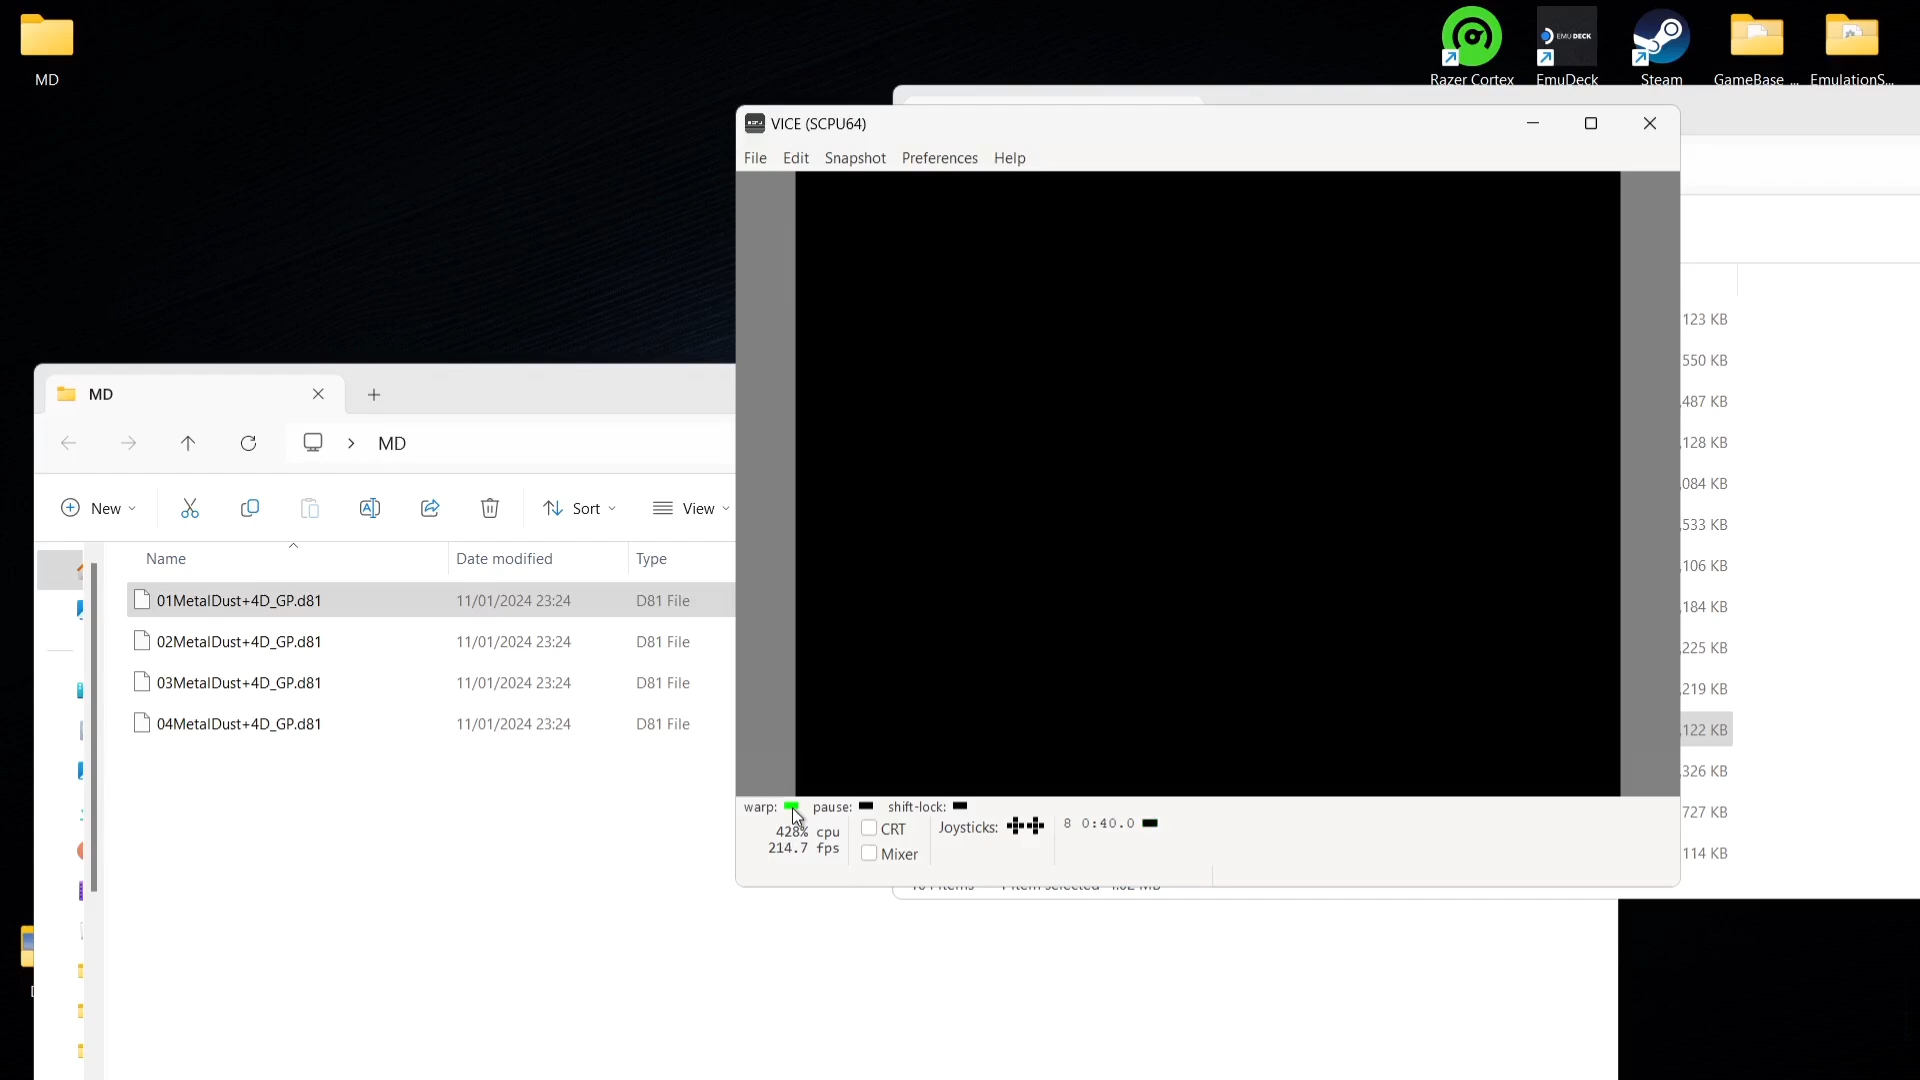 MD
Razer Cortex
EMU DECK
EmuDeck
Steam
GameBase ...
EmulationS...
VICE (SCPU64)
File Edit Snapshot Preferences Help
MD
MD
New
Sort
View
Name Date modified Type
01MetalDust+4D_GP.d81 11/01/2024 23:24 D81 File
02MetalDust+4D_GP.d81 11/01/2024 23:24 D81 File
03MetalDust+4D_GP.d81 11/01/2024 23:24 D81 File
04MetalDust+4D_GP.d81 11/01/2024 23:24 D81 File
123 KB
550 KB
,487 KB
,128 KB
,084 KB
,533 KB
,106 KB
,184 KB
,225 KB
,219 KB
,122 KB
,326 KB
727 KB
114 KB
warp: pause: shift-lock:
428% cpu
214.7 fps
CRT
Mixer
Joysticks:
8 0:40.0